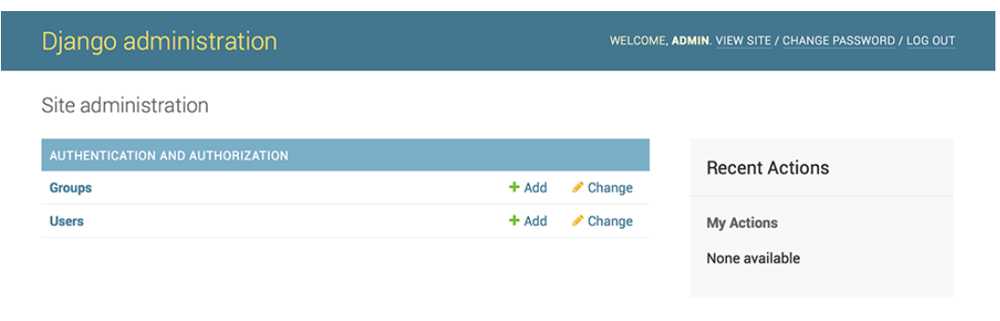 Django administration
WELCOME, ADMIN. VIEW SITE / CHANGE PASSWORD / LOG OUT
Site administration
AUTHENTICATION AND AUTHORIZATION
Groups Add Change
Users Add Change
Recent Actions
My Actions
None available